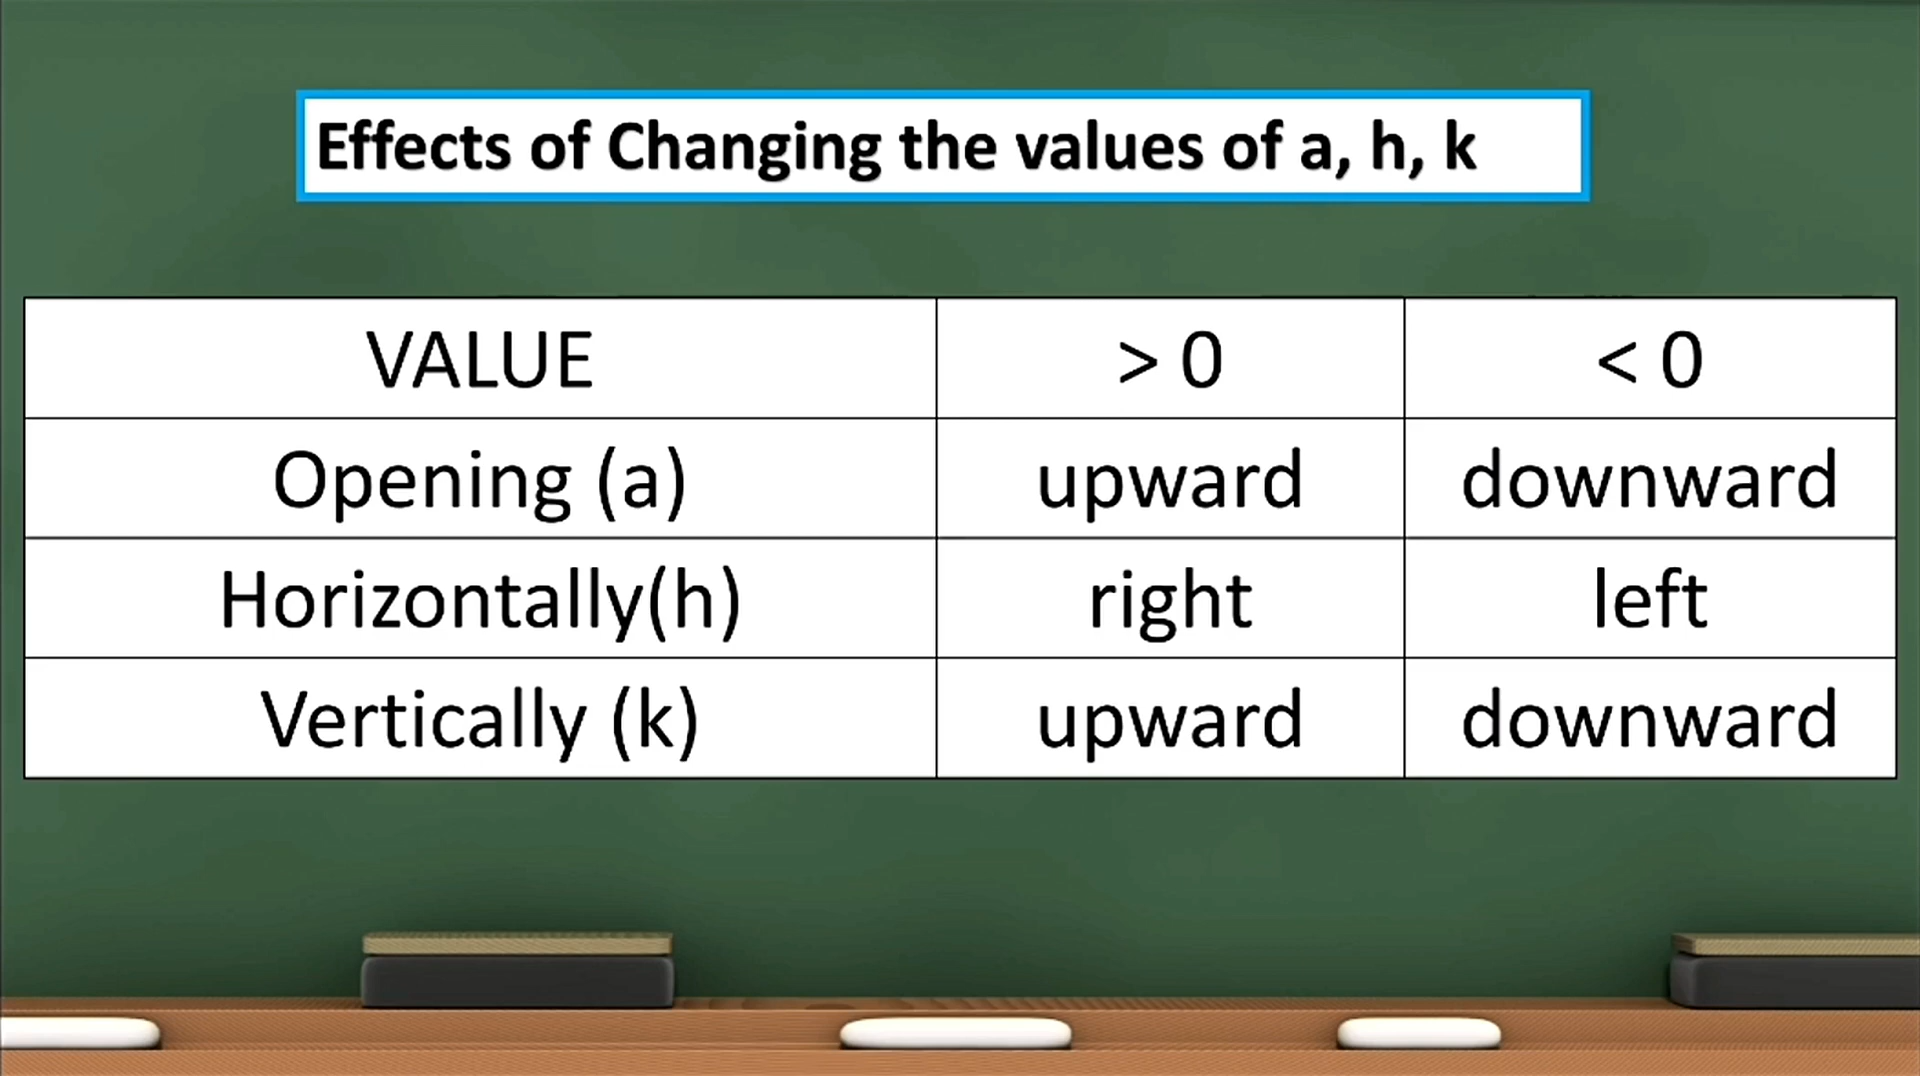 Effects of Changing the values of a, h, k
VALUE > 0 < 0
Opening (a) upward downward
Horizontally(h) right left
Vertically (k) upward downward